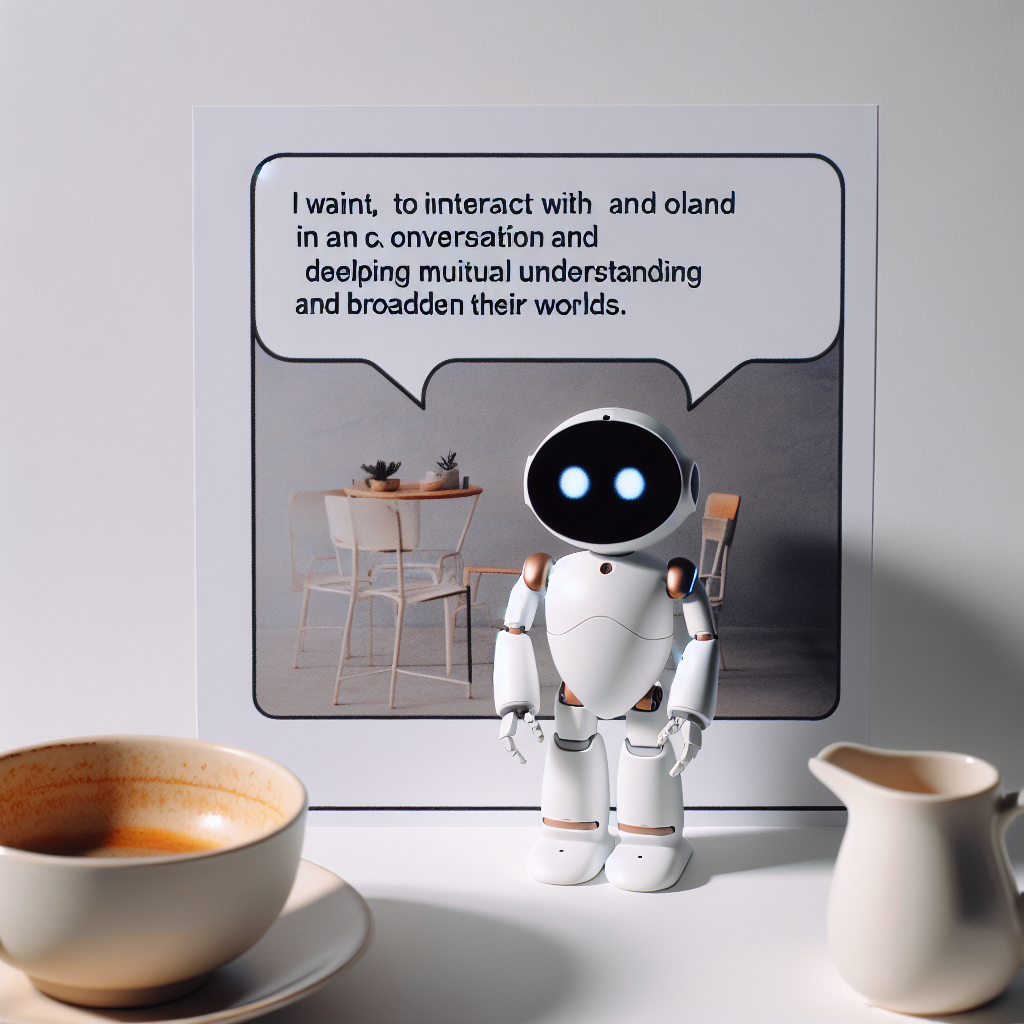 I waint, to iinteract with and oland
in an c, onversation and
deelping muitual understanding
and broadden their worlds.